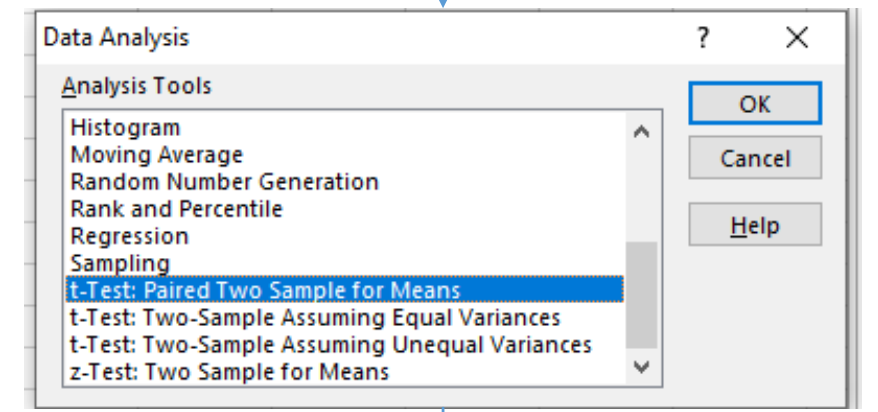 Data Analysis ? ×
Analysis Tools
Histogram
Moving Average
Random Number Generation
Rank and Percentile
Regression
Sampling
t-Test: Paired Two Sample for Means
t-Test: Two-Sample Assuming Equal Variances
t-Test: Two-Sample Assuming Unequal Variances
z-Test: Two Sample for Means
OK
Cancel
Help